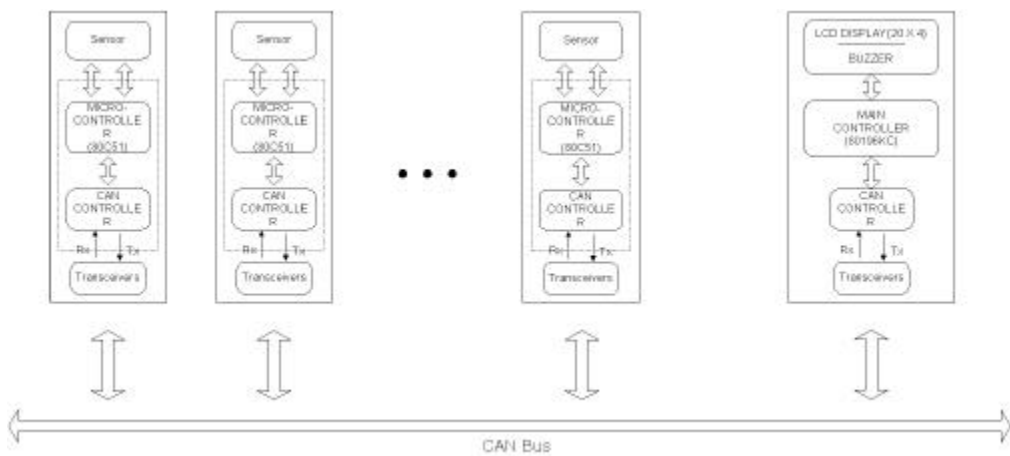 Sensor
MICRO-
CONTROLLE
R
(80C51)
CAN
CONTROLLE
R
Rx
Tx
Transceivers
Sensor
MICRO-
CONTROLLE
R
(80C51)
CAN
CONTROLLE
R
Rx
Tx
Transceivers
• • •
Sensor
MICRO-
CONTROLLE
R
(80C51)
CAN
CONTROLLE
R
Rx
Tx
Transceivers
LCD DISPLAY(20 X 4)
BUZZER
MAIN
CONTROLLER
(80196KC)
CAN
CONTROLLE
R
Rx
Tx
Transceivers
CAN Bus